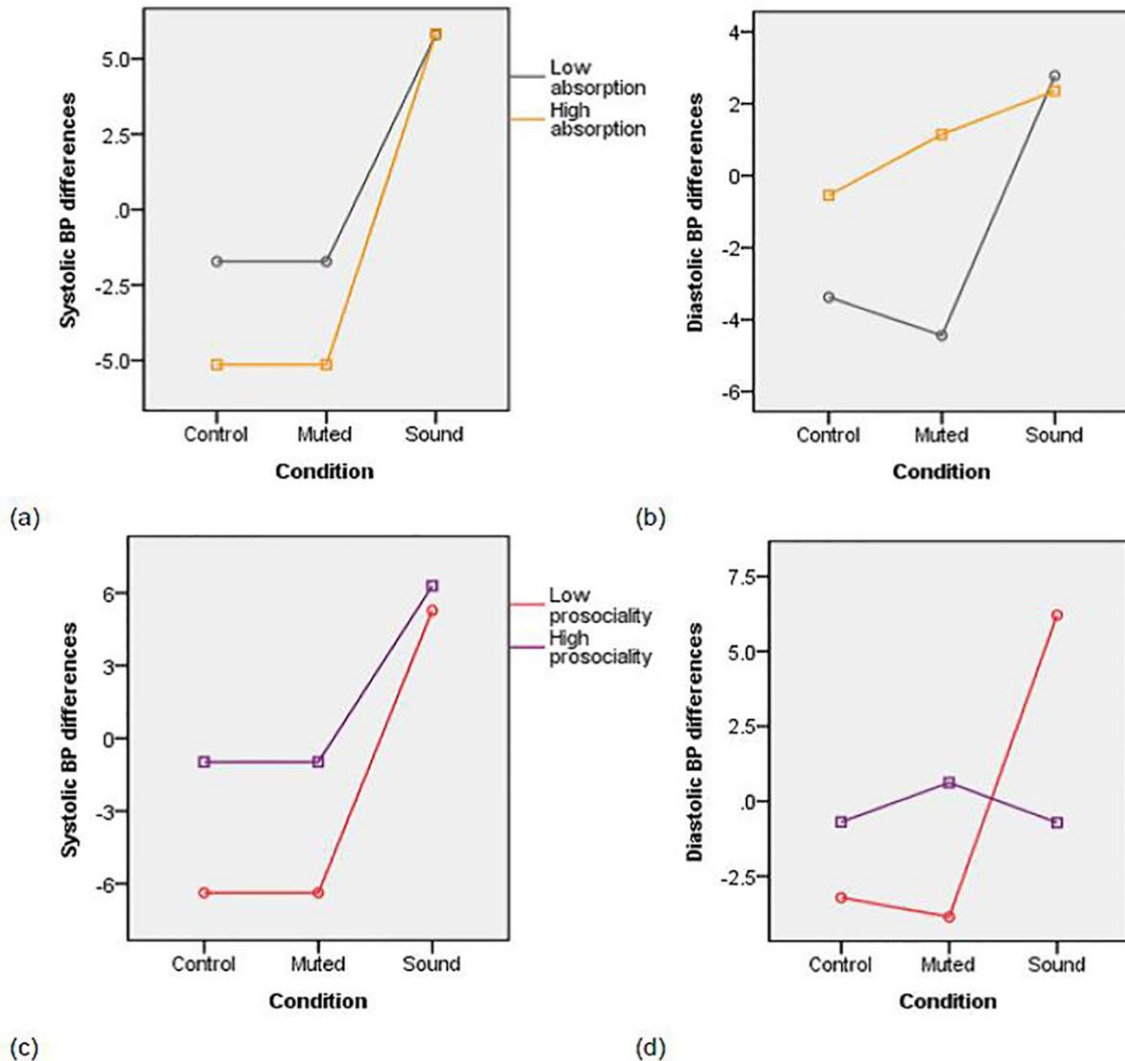 Systolic BP differences
5.0
2.5
.0
-2.5
-5.0
Control Muted Sound
Condition
Low
absorption
High
absorption
(a)
Diastolic BP differences
4
2
0
-2
-4
-6
Control Muted Sound
Condition
(b)
Systolic BP differences
6
3
0
-3
-6
Control Muted Sound
Condition
Low
prosociality
High
prosociality
(c)
Diastolic BP differences
7.5
5.0
2.5
.0
-2.5
Control Muted Sound
Condition
(d)